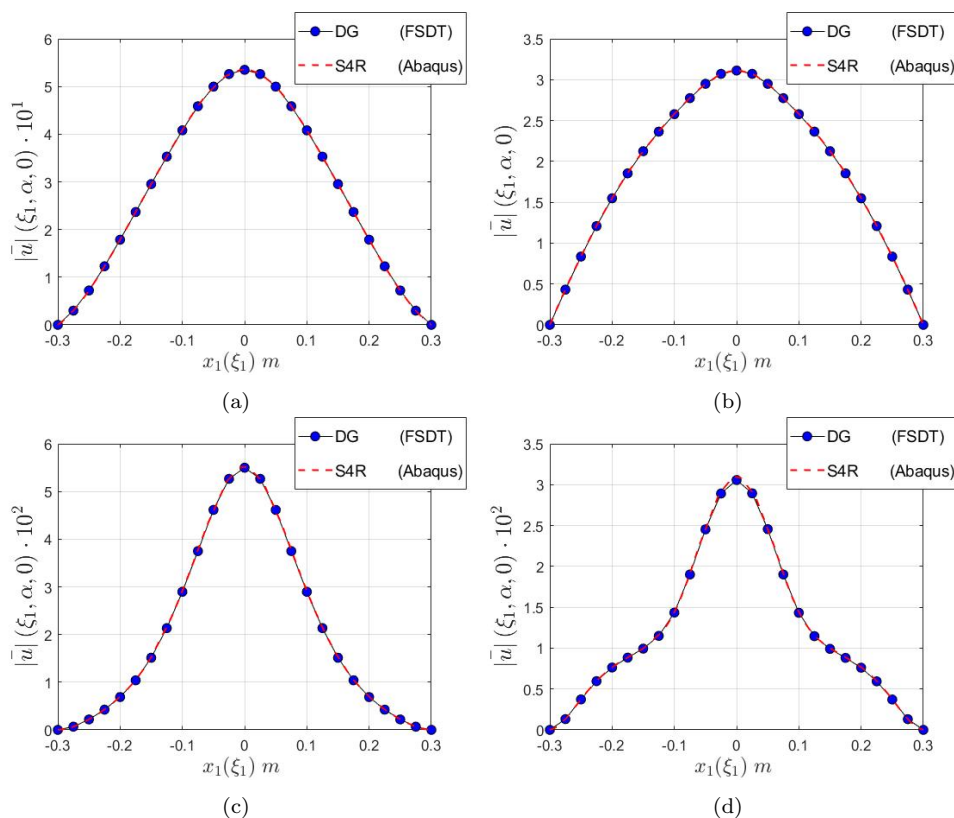 DG (FSDT)
S4R (Abaqus)
6
5
4
3
2
1
0
|ū| (ξ₁, α, 0) · 10¹
-0.3 -0.2 -0.1 0 0.1 0.2 0.3
x₁(ξ₁) m
(a)
DG (FSDT)
S4R (Abaqus)
3.5
3
2.5
2
1.5
1
0.5
0
|ū| (ξ₁, α, 0)
-0.3 -0.2 -0.1 0 0.1 0.2 0.3
x₁(ξ₁) m
(b)
DG (FSDT)
S4R (Abaqus)
6
5
4
3
2
1
0
|ū| (ξ₁, α, 0) · 10²
-0.3 -0.2 -0.1 0 0.1 0.2 0.3
x₁(ξ₁) m
(c)
DG (FSDT)
S4R (Abaqus)
3.5
3
2.5
2
1.5
1
0.5
0
|ū| (ξ₁, α, 0) · 10²
-0.3 -0.2 -0.1 0 0.1 0.2 0.3
x₁(ξ₁) m
(d)